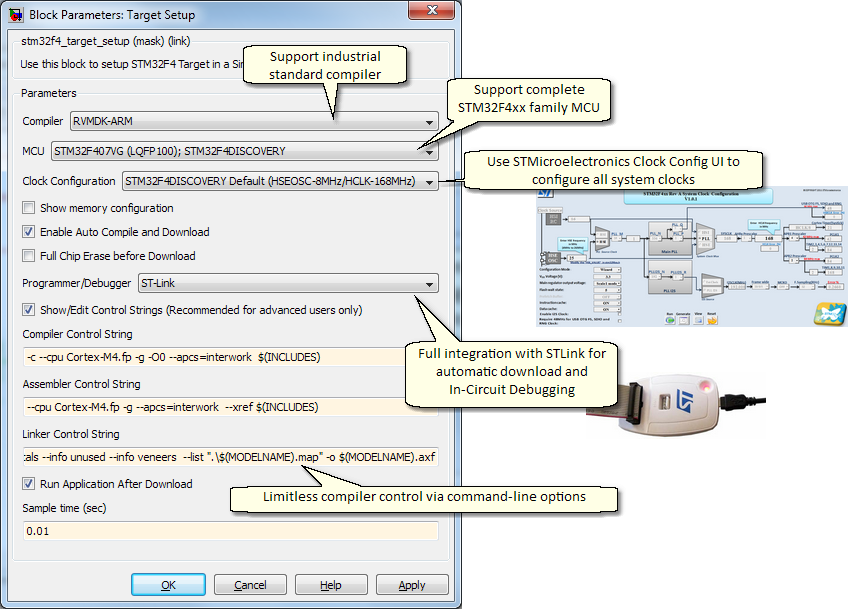 Block Parameters: Target Setup
stm32f4_target_setup (mask) (link)
Use this block to setup STM32F4 Target in a
Support industrial
standard compiler
Parameters
Support complete
STM32F4xx family MCU
Compiler RVMDK-ARM
MCU STM32F407VG (LQFP100); STM32F4DISCOVERY
Use STMicroelectronics Clock Config UI to
configure all system clocks
Clock Configuration STM32F4DISCOVERY Default (HSEOSC-8MHz/HCLK-168MHz)
Show memory configuration
Enable Auto Compile and Download
Full Chip Erase before Download
Programmer/Debugger ST-Link
Show/Edit Control Strings (Recommended for advanced users only)
Compiler Control String
-c --cpu Cortex-M4.fp -g -O0 --apcs=interwork $(INCLUDES)
Full integration with STLink for
automatic download and
In-Circuit Debugging
Assembler Control String
--cpu Cortex-M4.fp -g --apcs=interwork --xref $(INCLUDES)
Linker Control String
tals --info unused --info veneers --list ".\$(MODELNAME).map" -o $(MODELNAME).axf
Run Application After Download
Limitless compiler control via command-line options
Sample time (sec)
0.01
OK Cancel Help Apply
STM32F4xx Rev A System Clock Configuration
V1.0.1
Main PLL
PLLI2S
Configuration Mode Wizard